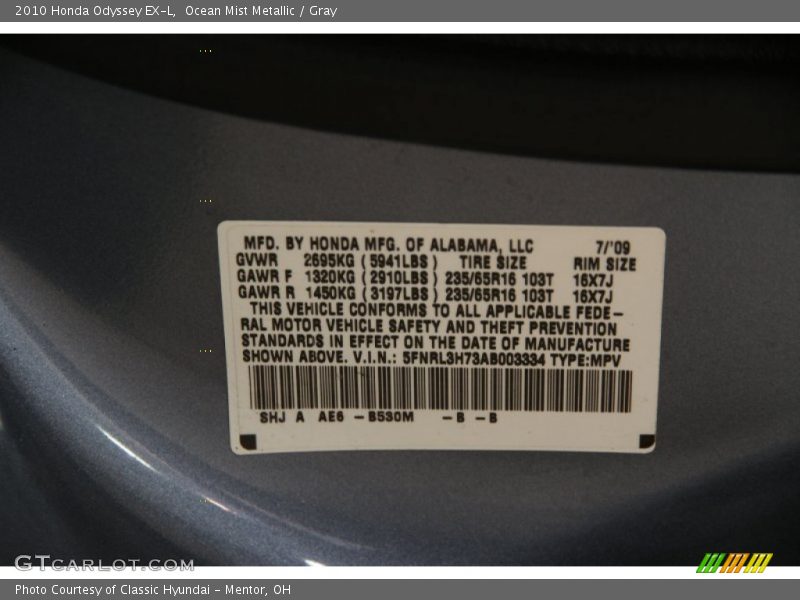 2010 Honda Odyssey EX-L,  Ocean Mist Metallic / Gray
MFD. BY HONDA MFG. OF ALABAMA, LLC 7/'09
GVWR 2695KG ( 5941LBS ) TIRE SIZE RIM SIZE
GAWR F 1320KG ( 2910LBS ) 235/65R16 103T 16X7J
GAWR R 1450KG ( 3197LBS ) 235/65R16 103T 16X7J
THIS VEHICLE CONFORMS TO ALL APPLICABLE FEDE-
RAL MOTOR VEHICLE SAFETY AND THEFT PREVENTION
STANDARDS IN EFFECT ON THE DATE OF MANUFACTURE
SHOWN ABOVE. V.I.N.: 5FNRL3H73AB003334 TYPE:MPV
SHJ A AE6 -B530M -B -B
GTCARLOT.COM
Photo Courtesy of Classic Hyundai - Mentor, OH